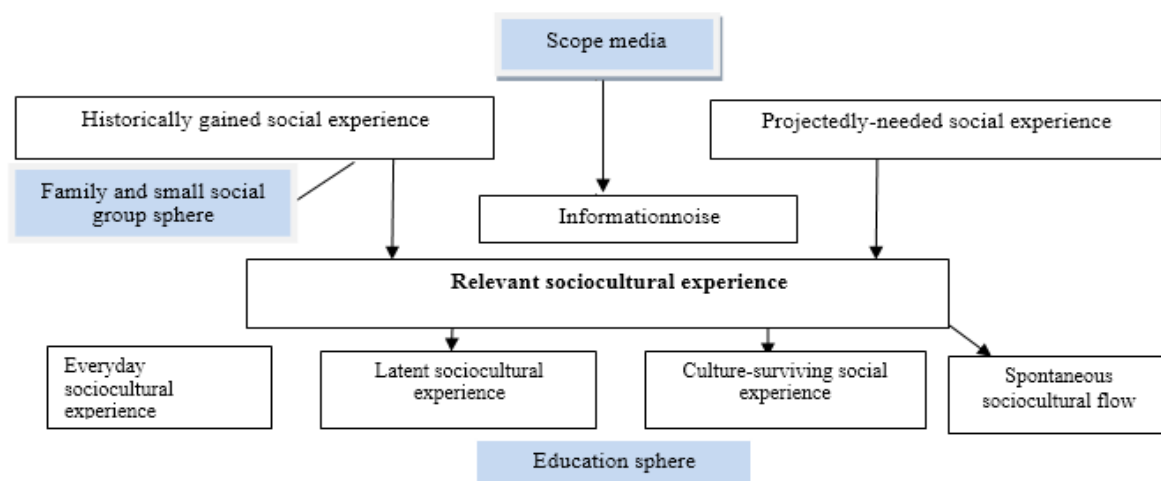 Scope media
Historically gained social experience
Projectedly-needed social experience
Family and small social
group sphere
Informationnoise
Relevant sociocultural experience
Everyday
sociocultural
experience
Latent sociocultural
experience
Culture-surviving social
experience
Spontaneous
sociocultural flow
Education sphere